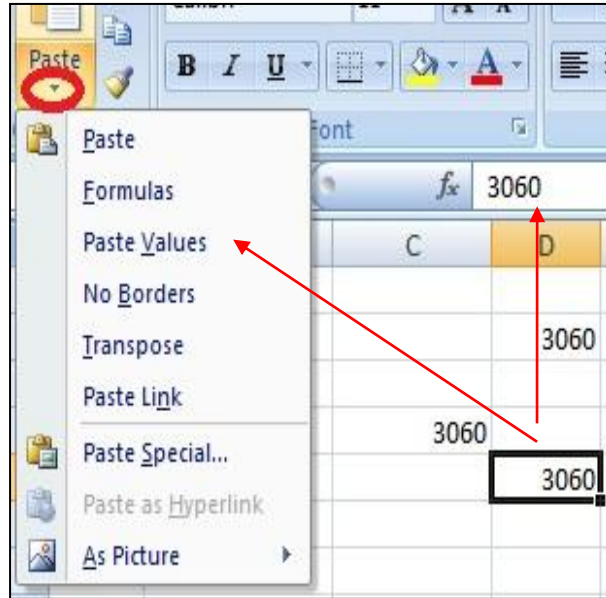 Paste
B I U A
Font
Paste
Formulas
Paste Values
No Borders
Transpose
Paste Link
Paste Special...
Paste as Hyperlink
As Picture
fx 3060
C D
3060
3060
3060